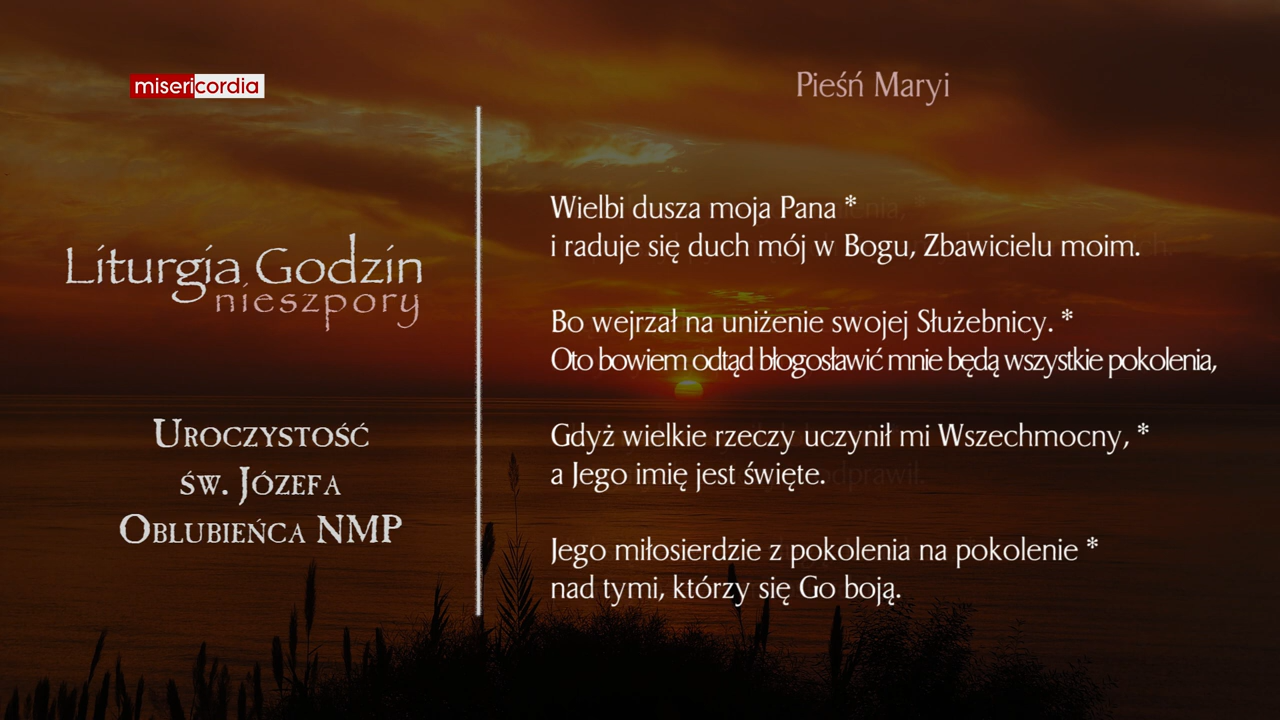 misericordia
Liturgia Godzin
nieszpory
Uroczystość
św. Józefa
Oblubieńca NMP
Pieśń Maryi
Wielbi dusza moja Pana *
i raduje się duch mój w Bogu, Zbawicielu moim.
Bo wejrzał na uniżenie swojej Służebnicy. *
Oto bowiem odtąd błogosławić mnie będą wszystkie pokolenia,
Gdyż wielkie rzeczy uczynił mi Wszechmocny, *
a Jego imię jest święte.
Jego miłosierdzie z pokolenia na pokolenie *
nad tymi, którzy się Go boją.